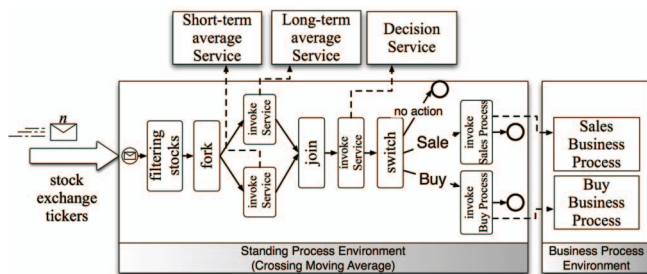 Short-term
average
Service
Long-term
average
Service
Decision
Service
n
stock
exchange
tickers
filtering
stocks
fork
invoke
Service
invoke
Service
join
invoke
Service
switch
no action
Sale
Buy
invoke
Sales Process
invoke
Buy Process
Sales
Business
Process
Buy
Business
Process
Standing Process Environment
(Crossing Moving Average)
Business Process
Environment